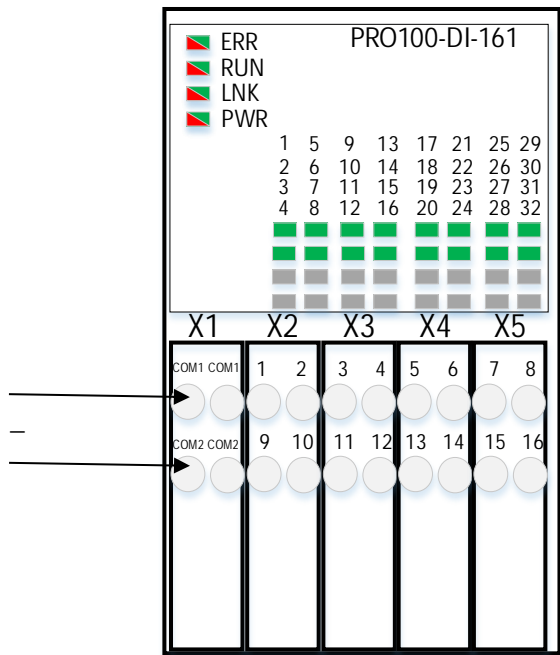 ERR PRO100-DI-161
RUN
LNK
PWR
1 5 9 13 17 21 25 29
2 6 10 14 18 22 26 30
3 7 11 15 19 23 27 31
4 8 12 16 20 24 28 32
X1 X2 X3 X4 X5
COM1 COM1 1 2 3 4 5 6 7 8
–
COM2 COM2 9 10 11 12 13 14 15 16